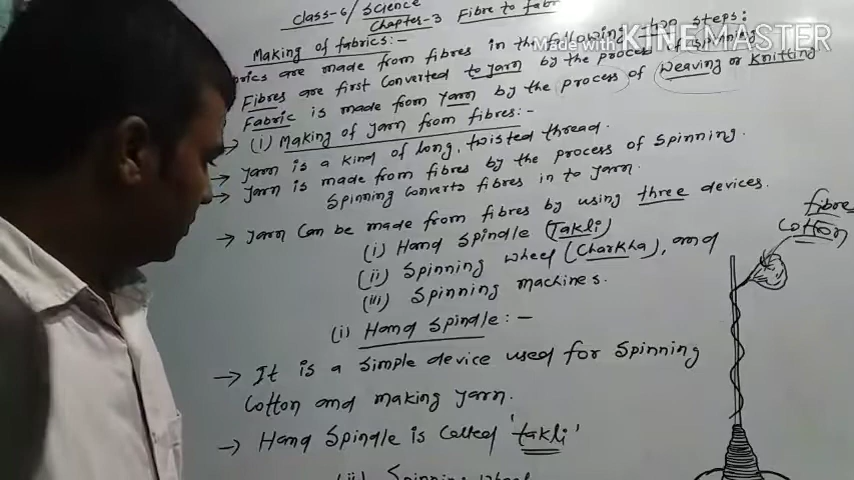 Class-6/ Science
Chapter-3 Fibre to fabr
Made with KINEMASTER
Making of fabrics:-
brics are made from fibres in the following two steps:
Fibres are first converted to yarn by the process of spinning
Fabric is made from Yarn by the process of weaving or knitting
→ (i) Making of yarn from fibres:-
→ yarn is a kind of long, twisted thread.
→ yarn is made from fibres by the process of spinning.
Spinning converts fibres in to yarn.
→ yarn can be made from fibres by using three devices.
(i) Hand Spindle (Takli)
(ii) Spinning wheel (Charkha), and
(iii) Spinning machines.
fibre
cotton
(i) Hand Spindle:-
→ It is a simple device used for spinning
cotton and making yarn.
→ Hand Spindle is called 'takli'
(ii) Spinning wheel